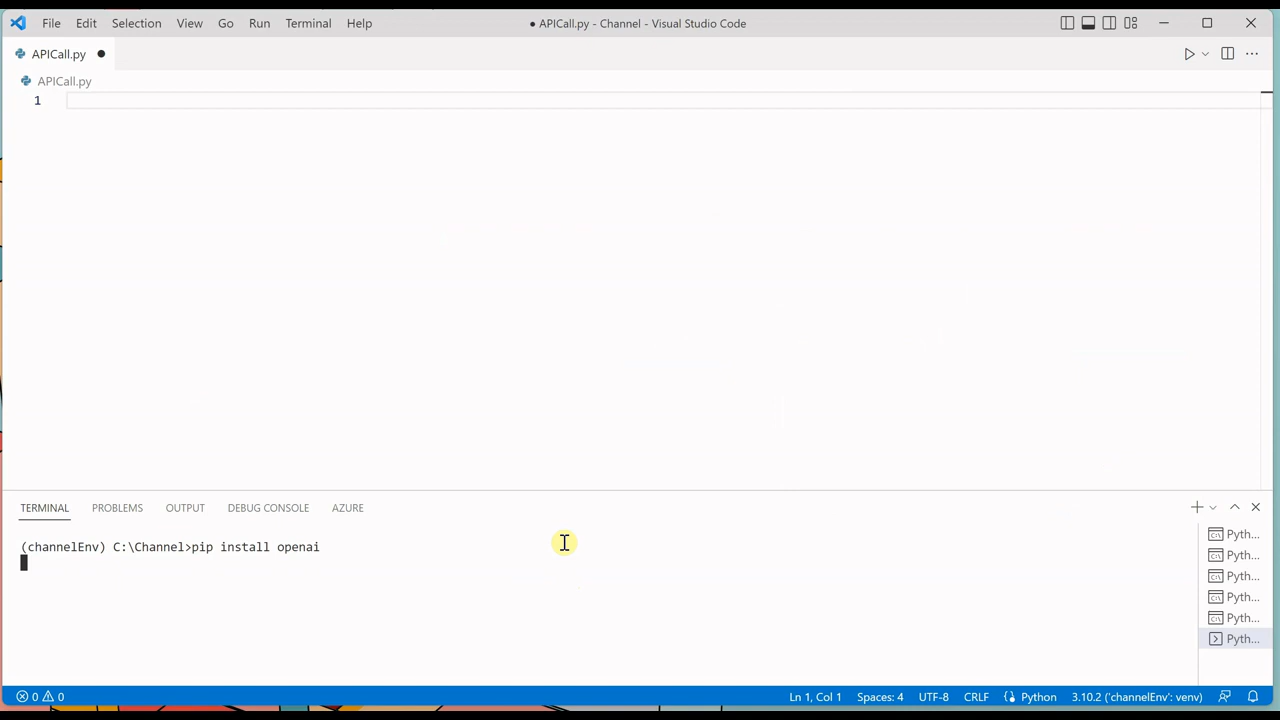 File Edit Selection View Go Run Terminal Help ● APICall.py - Channel - Visual Studio Code
APICall.py ●
APICall.py
1
TERMINAL PROBLEMS OUTPUT DEBUG CONSOLE AZURE
(channelEnv) C:\Channel>pip install openai
Pyth...
Pyth...
Pyth...
Pyth...
Pyth...
Pyth...
0 0 Ln 1, Col 1 Spaces: 4 UTF-8 CRLF Python 3.10.2 ('channelEnv': venv)